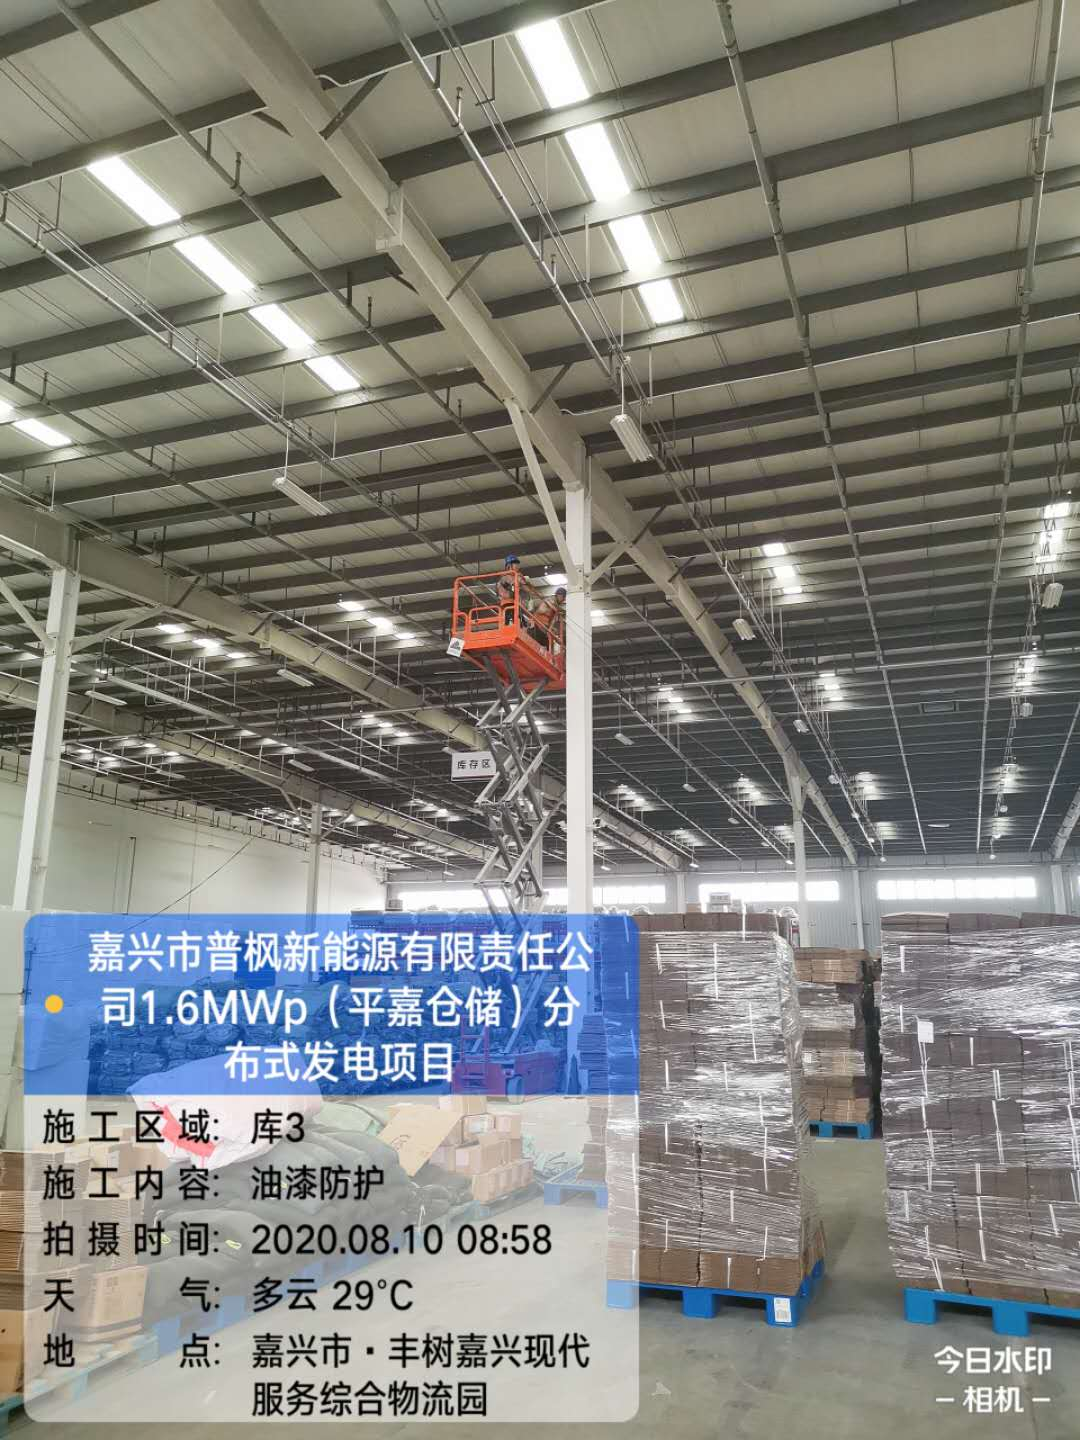 库存区
嘉兴市普枫新能源有限责任公
司1.6MWp（平嘉仓储）分
布式发电项目
施工区域: 库3
施工内容: 油漆防护
拍摄时间: 2020.08.10 08:58
天气: 多云 29°C
地点: 嘉兴市·丰树嘉兴现代
服务综合物流园
今日水印
-相机-